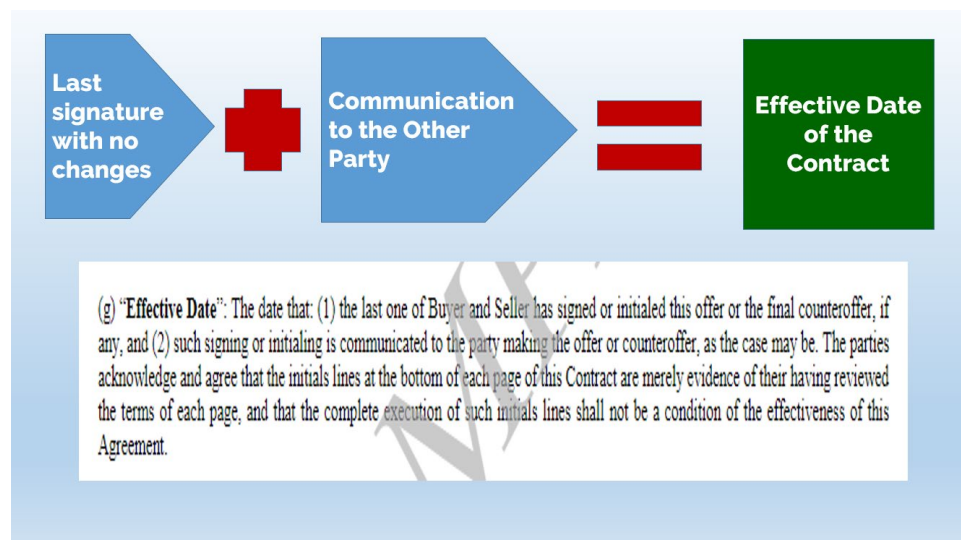 Last
signature
with no
changes
Communication
to the Other
Party
Effective Date
of the
Contract
(g) “Effective Date”: The date that: (1) the last one of Buyer and Seller has signed or initialed this offer or the final counteroffer, if
any, and (2) such signing or initialing is communicated to the party making the offer or counteroffer, as the case may be. The parties
acknowledge and agree that the initials lines at the bottom of each page of this Contract are merely evidence of their having reviewed
the terms of each page, and that the complete execution of such initials lines shall not be a condition of the effectiveness of this
Agreement.